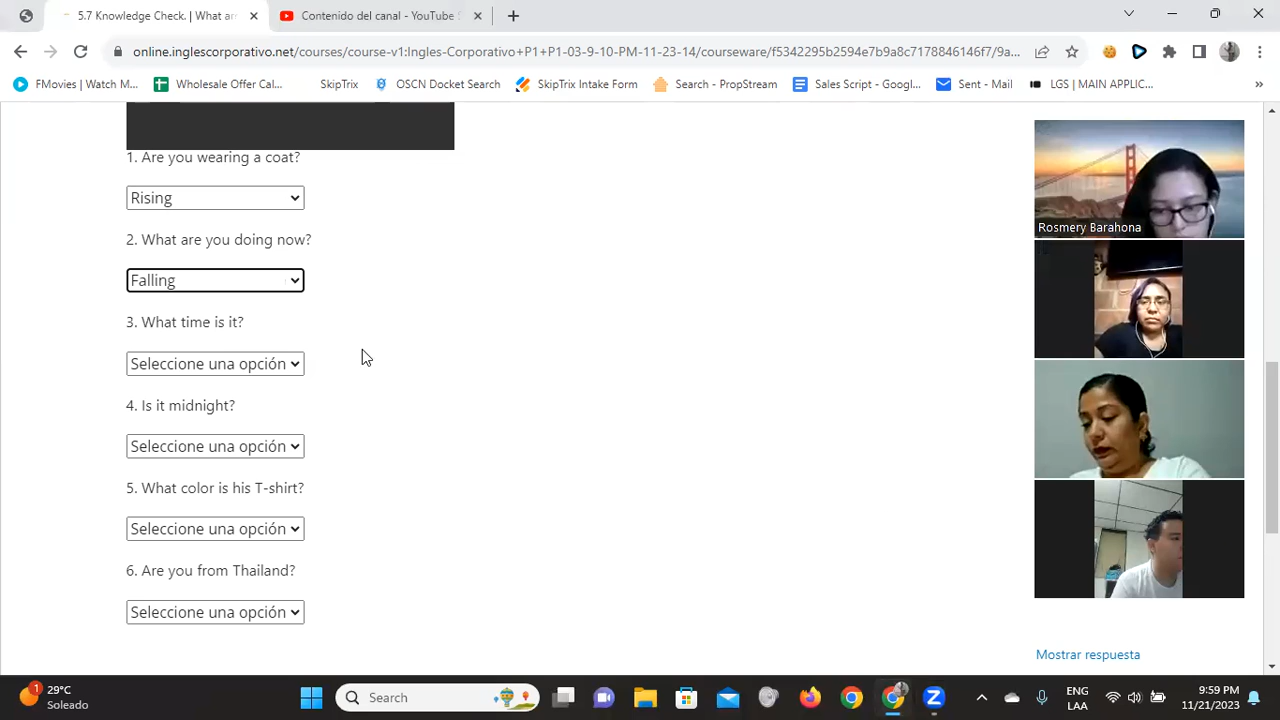 5.7 Knowledge Check. | What ar
Contenido del canal - YouTube S
online.inglescorporativo.net/courses/course-v1:Ingles-Corporativo+P1+P1-03-9-10-PM-11-23-14/courseware/f5342295b2594e7b9a8c7178846146f7/9a...
FMovies | Watch M...
Wholesale Offer Cal...
SkipTrix
OSCN Docket Search
SkipTrix Intake Form
Search - PropStream
Sales Script - Googl...
Sent - Mail
LGS | MAIN APPLIC...
1. Are you wearing a coat?
Rising
2. What are you doing now?
Falling
3. What time is it?
Seleccione una opción
4. Is it midnight?
Seleccione una opción
5. What color is his T-shirt?
Seleccione una opción
6. Are you from Thailand?
Seleccione una opción
Rosmery Barahona
Mostrar respuesta
1
29°C
Soleado
Search
ENG
LAA
9:59 PM
11/21/2023